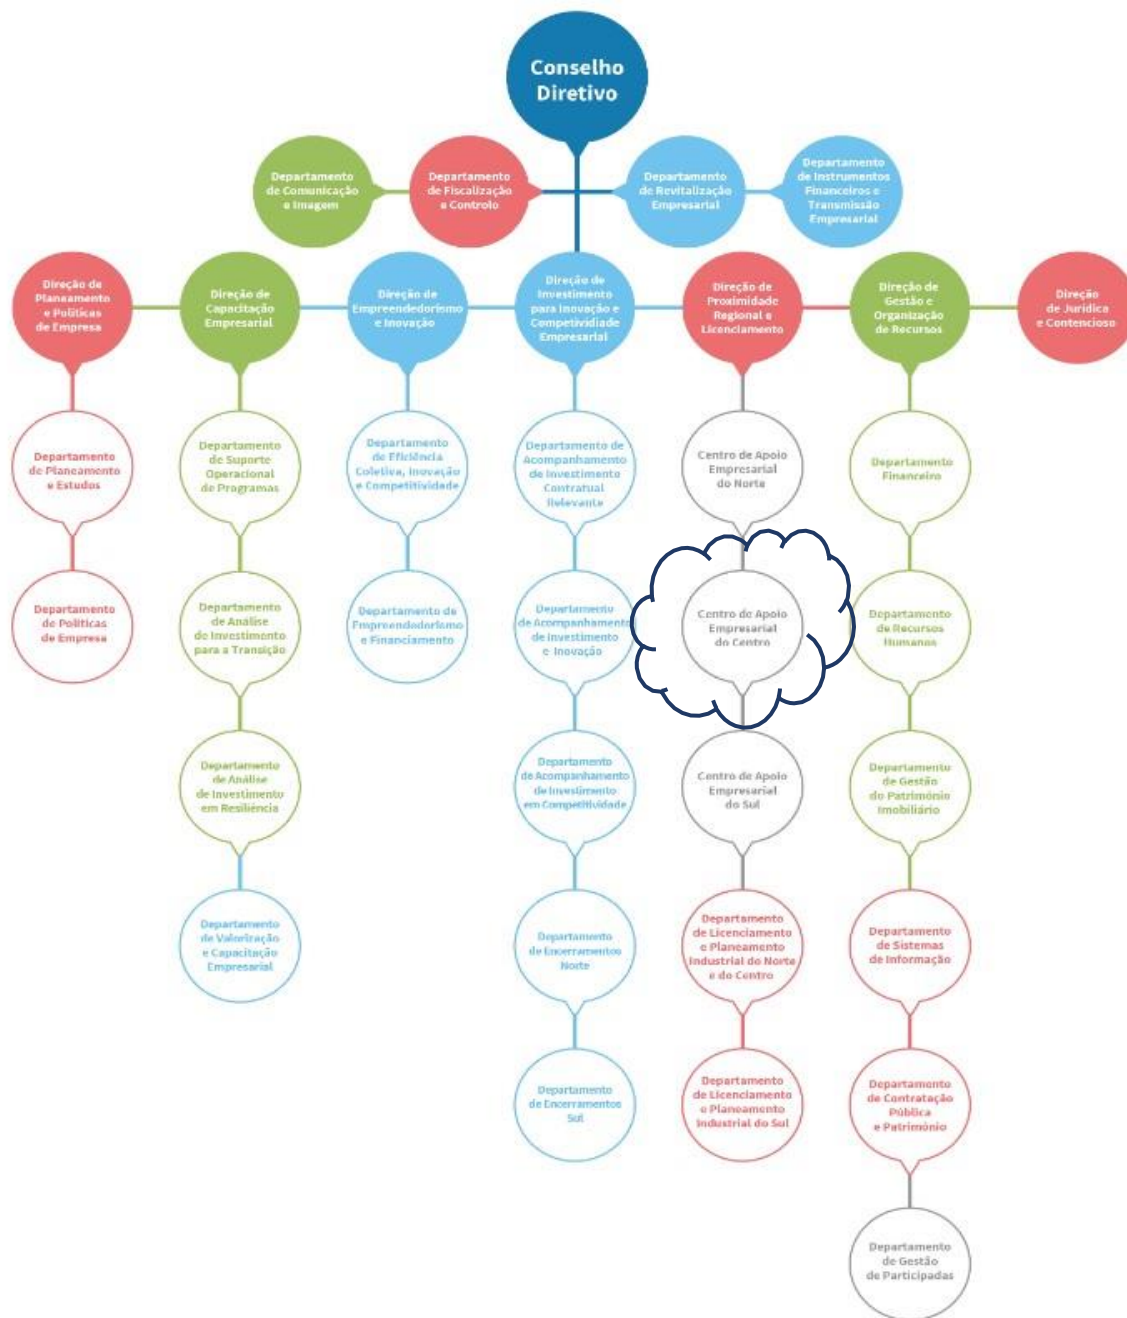 Conselho
Diretivo
Departamento
de Comunicação
e Imagem
Departamento
de Fiscalização
e Controlo
Departamento
de Revitalização
Empresarial
Departamento
de Instrumentos
Financeiros e
Transmissão
Empresarial
Direção de
Planeamento
e Políticas
de Empresa
Direção de
Capacitação
Empresarial
Direção de
Empreendedorismo
e Inovação
Direção de
Investimento
para Inovação e
Competividiade
Empresarial
Direção de
Proximidade
Regional e
Licenciamento
Direção de
Gestão e
Organização
de Recursos
Direção
de Jurídica
e Contencioso
Departamento
de Planeamento
e Estudos
Departamento
de Suporte
Operacional
de Programas
Departamento
de Eficiência
Coletiva, Inovação
e Competitividade
Departamento de
Acompanhamento
de Investimento
Contratual
Relevante
Centro de Apoio
Empresarial
do Norte
Departamento
Financeiro
Departamento
de Políticas
de Empresa
Departamento
de Análise
de Investimento
para a Transição
Departamento de
Empreendedorismo
e Financiamento
Departamento
de Acompanhamento
de Investimento
e Inovação
Centro de Apoio
Empresarial
do Centro
Departamento
de Recursos
Humanos
Departamento
de Análise
de Investimento
em Resiliência
Departamento
de Acompanhamento
de Investimento
em Competitividade
Centro de Apoio
Empresarial
do Sul
Departamento
de Gestão
do Património
Imobiliário
Departamento
de Valorização
e Capacitação
Empresarial
Departamento
de Encerramentos
Norte
Departamento
de Licenciamento
e Planeamento
Industrial do Norte
e do Centro
Departamento
de Sistemas
de Informação
Departamento
de Encerramentos
Sul
Departamento
de Licenciamento
e Planeamento
Industrial do Sul
Departamento
de Contratação
Pública
e Património
Departamento
de Gestão
de Participadas